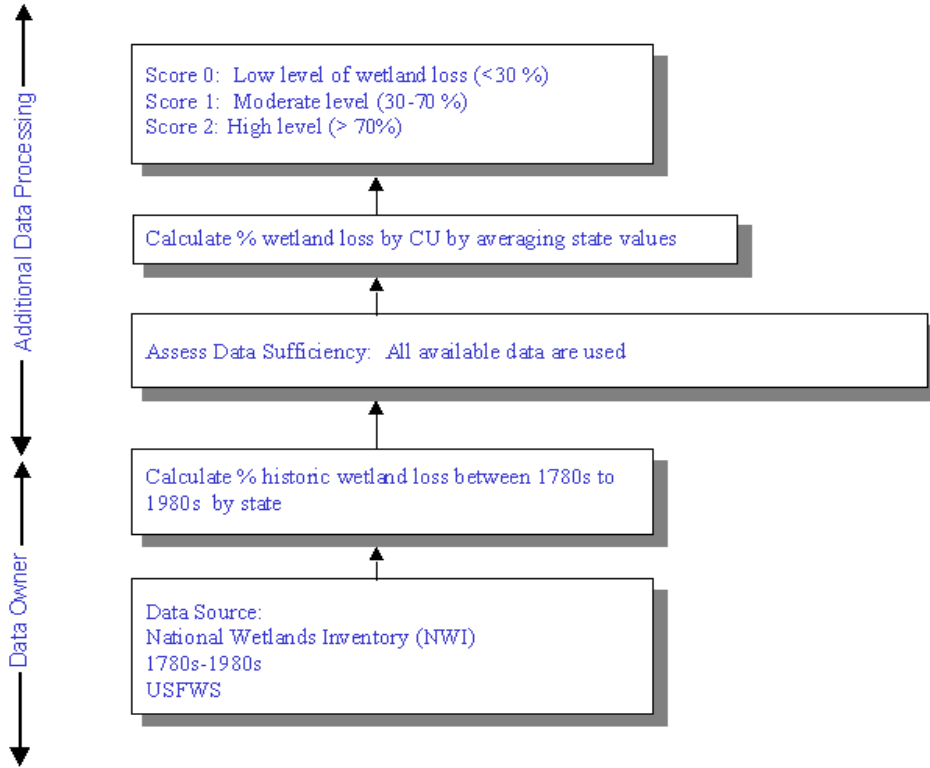 Additional Data Processing
Score 0: Low level of wetland loss (<30 %)
Score 1: Moderate level (30-70 %)
Score 2: High level (> 70%)
Calculate % wetland loss by CU by averaging state values
Assess Data Sufficiency: All available data are used
Data Owner
Calculate % historic wetland loss between 1780s to
1980s by state
Data Source:
National Wetlands Inventory (NWI)
1780s-1980s
USFWS